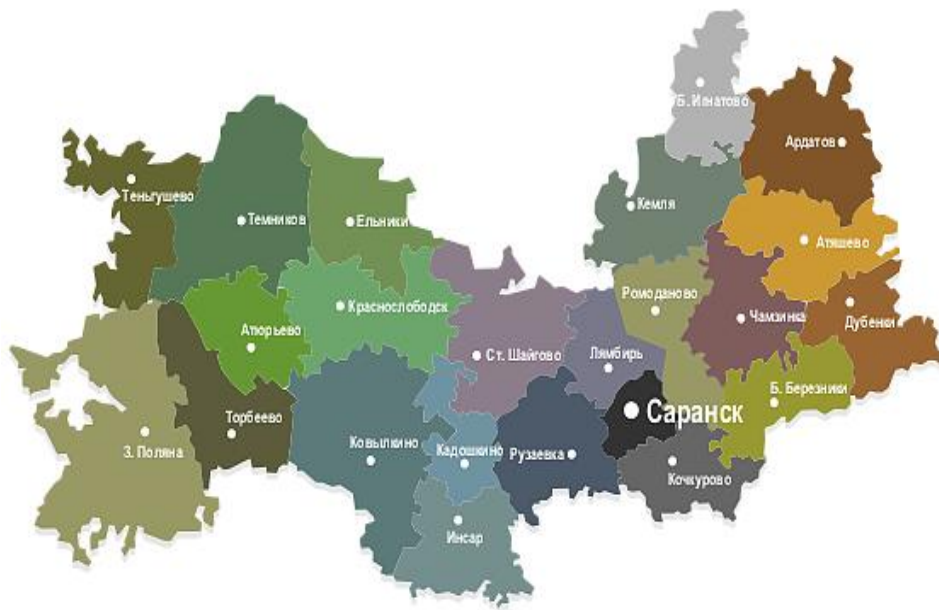 Б. Игнатово
Ардатов
Теньгушево
Кемля
Темников
Ельники
Атяшево
Ромоданово
Краснослободск
Дубенки
Чамзинка
Атюрьево
Ст. Шайгово
Лямбирь
Б. Березники
Саранск
Торбеево
Ковылкино
З. Поляна
Кадошкино
Рузаевка
Кочкурово
Инсар